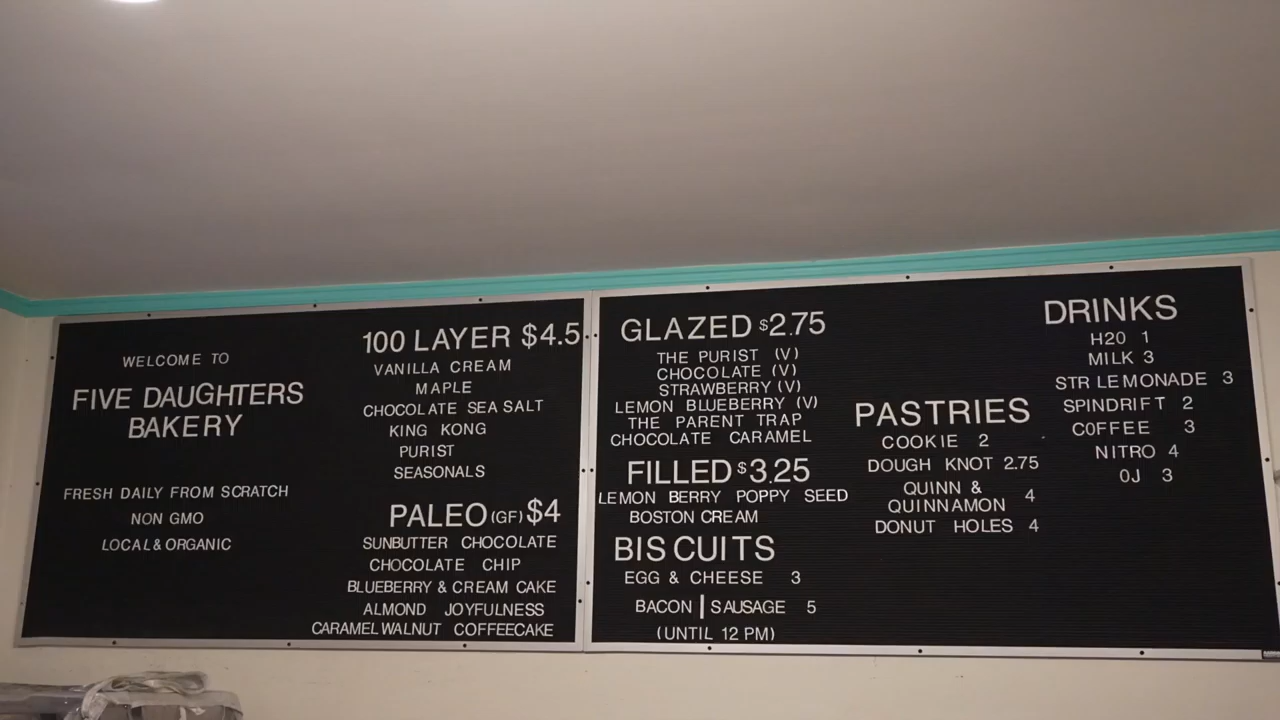 WELCOME TO
FIVE DAUGHTERS
BAKERY
FRESH DAILY FROM SCRATCH
NON GMO
LOCAL & ORGANIC
100 LAYER $4.5
VANILLA CREAM
MAPLE
CHOCOLATE SEA SALT
KING KONG
PURIST
SEASONALS
PALEO (GF) $4
SUNBUTTER CHOCOLATE
CHOCOLATE CHIP
BLUEBERRY & CREAM CAKE
ALMOND JOYFULNESS
CARAMEL WALNUT COFFEECAKE
GLAZED $2.75
THE PURIST (V)
CHOCOLATE (V)
STRAWBERRY (V)
LEMON BLUEBERRY (V)
THE PARENT TRAP
CHOCOLATE CARAMEL
FILLED $3.25
LEMON BERRY POPPY SEED
BOSTON CREAM
BISCUITS
EGG & CHEESE 3
BACON | SAUSAGE 5
(UNTIL 12 PM)
PASTRIES
COOKIE 2
DOUGH KNOT 2.75
QUINN &
QUINNAMON 4
DONUT HOLES 4
DRINKS
H20 1
MILK 3
STR LEMONADE 3
SPINDRIFT 2
COFFEE 3
NITRO 4
OJ 3